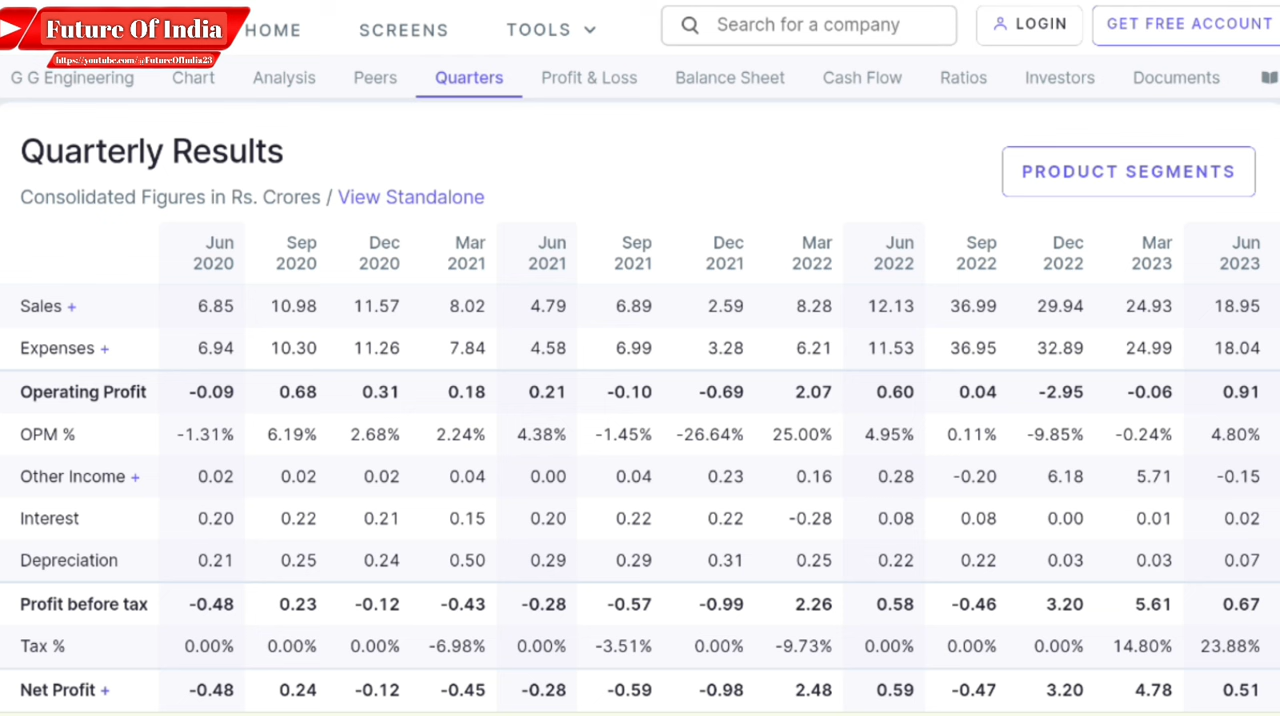 Future Of India
https://youtube.com/@FutureOfIndia23
HOME SCREENS TOOLS Search for a company LOGIN GET FREE ACCOUNT
G G Engineering Chart Analysis Peers Quarters Profit & Loss Balance Sheet Cash Flow Ratios Investors Documents
Quarterly Results
PRODUCT SEGMENTS
Consolidated Figures in Rs. Crores / View Standalone
Jun 2020 Sep 2020 Dec 2020 Mar 2021 Jun 2021 Sep 2021 Dec 2021 Mar 2022 Jun 2022 Sep 2022 Dec 2022 Mar 2023 Jun 2023
Sales + 6.85 10.98 11.57 8.02 4.79 6.89 2.59 8.28 12.13 36.99 29.94 24.93 18.95
Expenses + 6.94 10.30 11.26 7.84 4.58 6.99 3.28 6.21 11.53 36.95 32.89 24.99 18.04
Operating Profit -0.09 0.68 0.31 0.18 0.21 -0.10 -0.69 2.07 0.60 0.04 -2.95 -0.06 0.91
OPM % -1.31% 6.19% 2.68% 2.24% 4.38% -1.45% -26.64% 25.00% 4.95% 0.11% -9.85% -0.24% 4.80%
Other Income + 0.02 0.02 0.02 0.04 0.00 0.04 0.23 0.16 0.28 -0.20 6.18 5.71 -0.15
Interest 0.20 0.22 0.21 0.15 0.20 0.22 0.22 -0.28 0.08 0.08 0.00 0.01 0.02
Depreciation 0.21 0.25 0.24 0.50 0.29 0.29 0.31 0.25 0.22 0.22 0.03 0.03 0.07
Profit before tax -0.48 0.23 -0.12 -0.43 -0.28 -0.57 -0.99 2.26 0.58 -0.46 3.20 5.61 0.67
Tax % 0.00% 0.00% 0.00% -6.98% 0.00% -3.51% 0.00% -9.73% 0.00% 0.00% 0.00% 14.80% 23.88%
Net Profit + -0.48 0.24 -0.12 -0.45 -0.28 -0.59 -0.98 2.48 0.59 -0.47 3.20 4.78 0.51